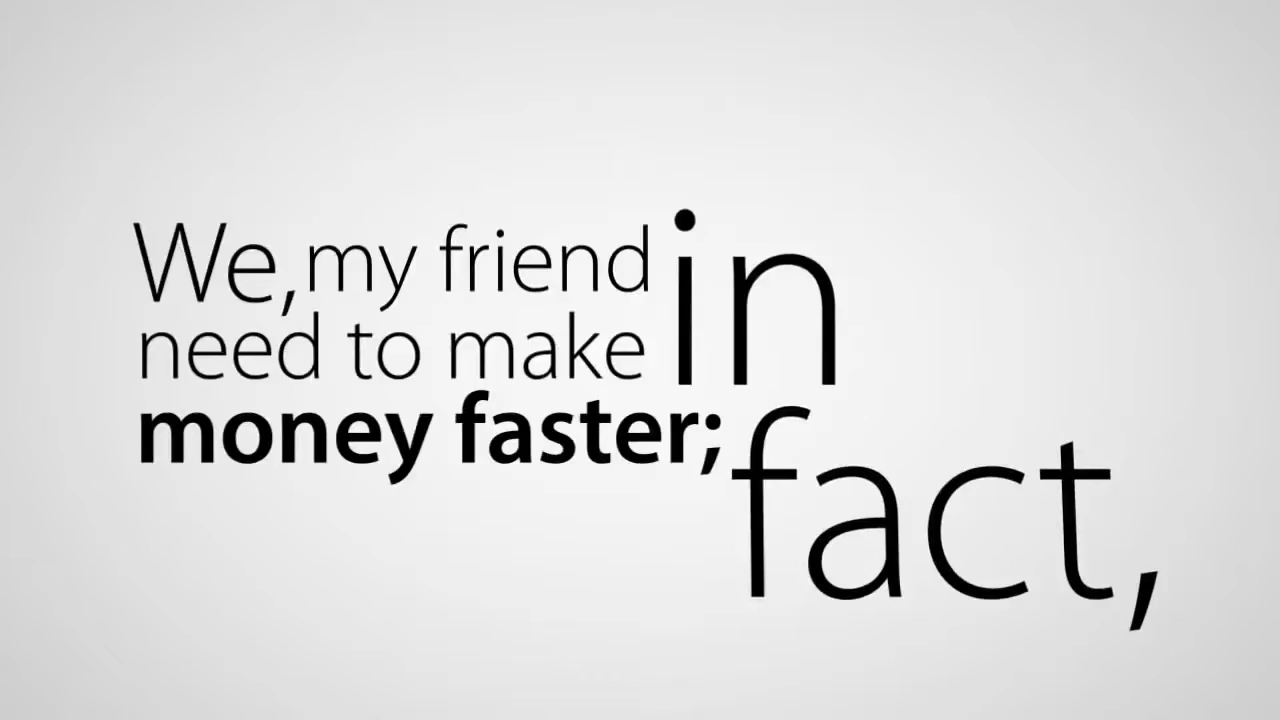 We, my friend
need to make
money faster;
in
fact,